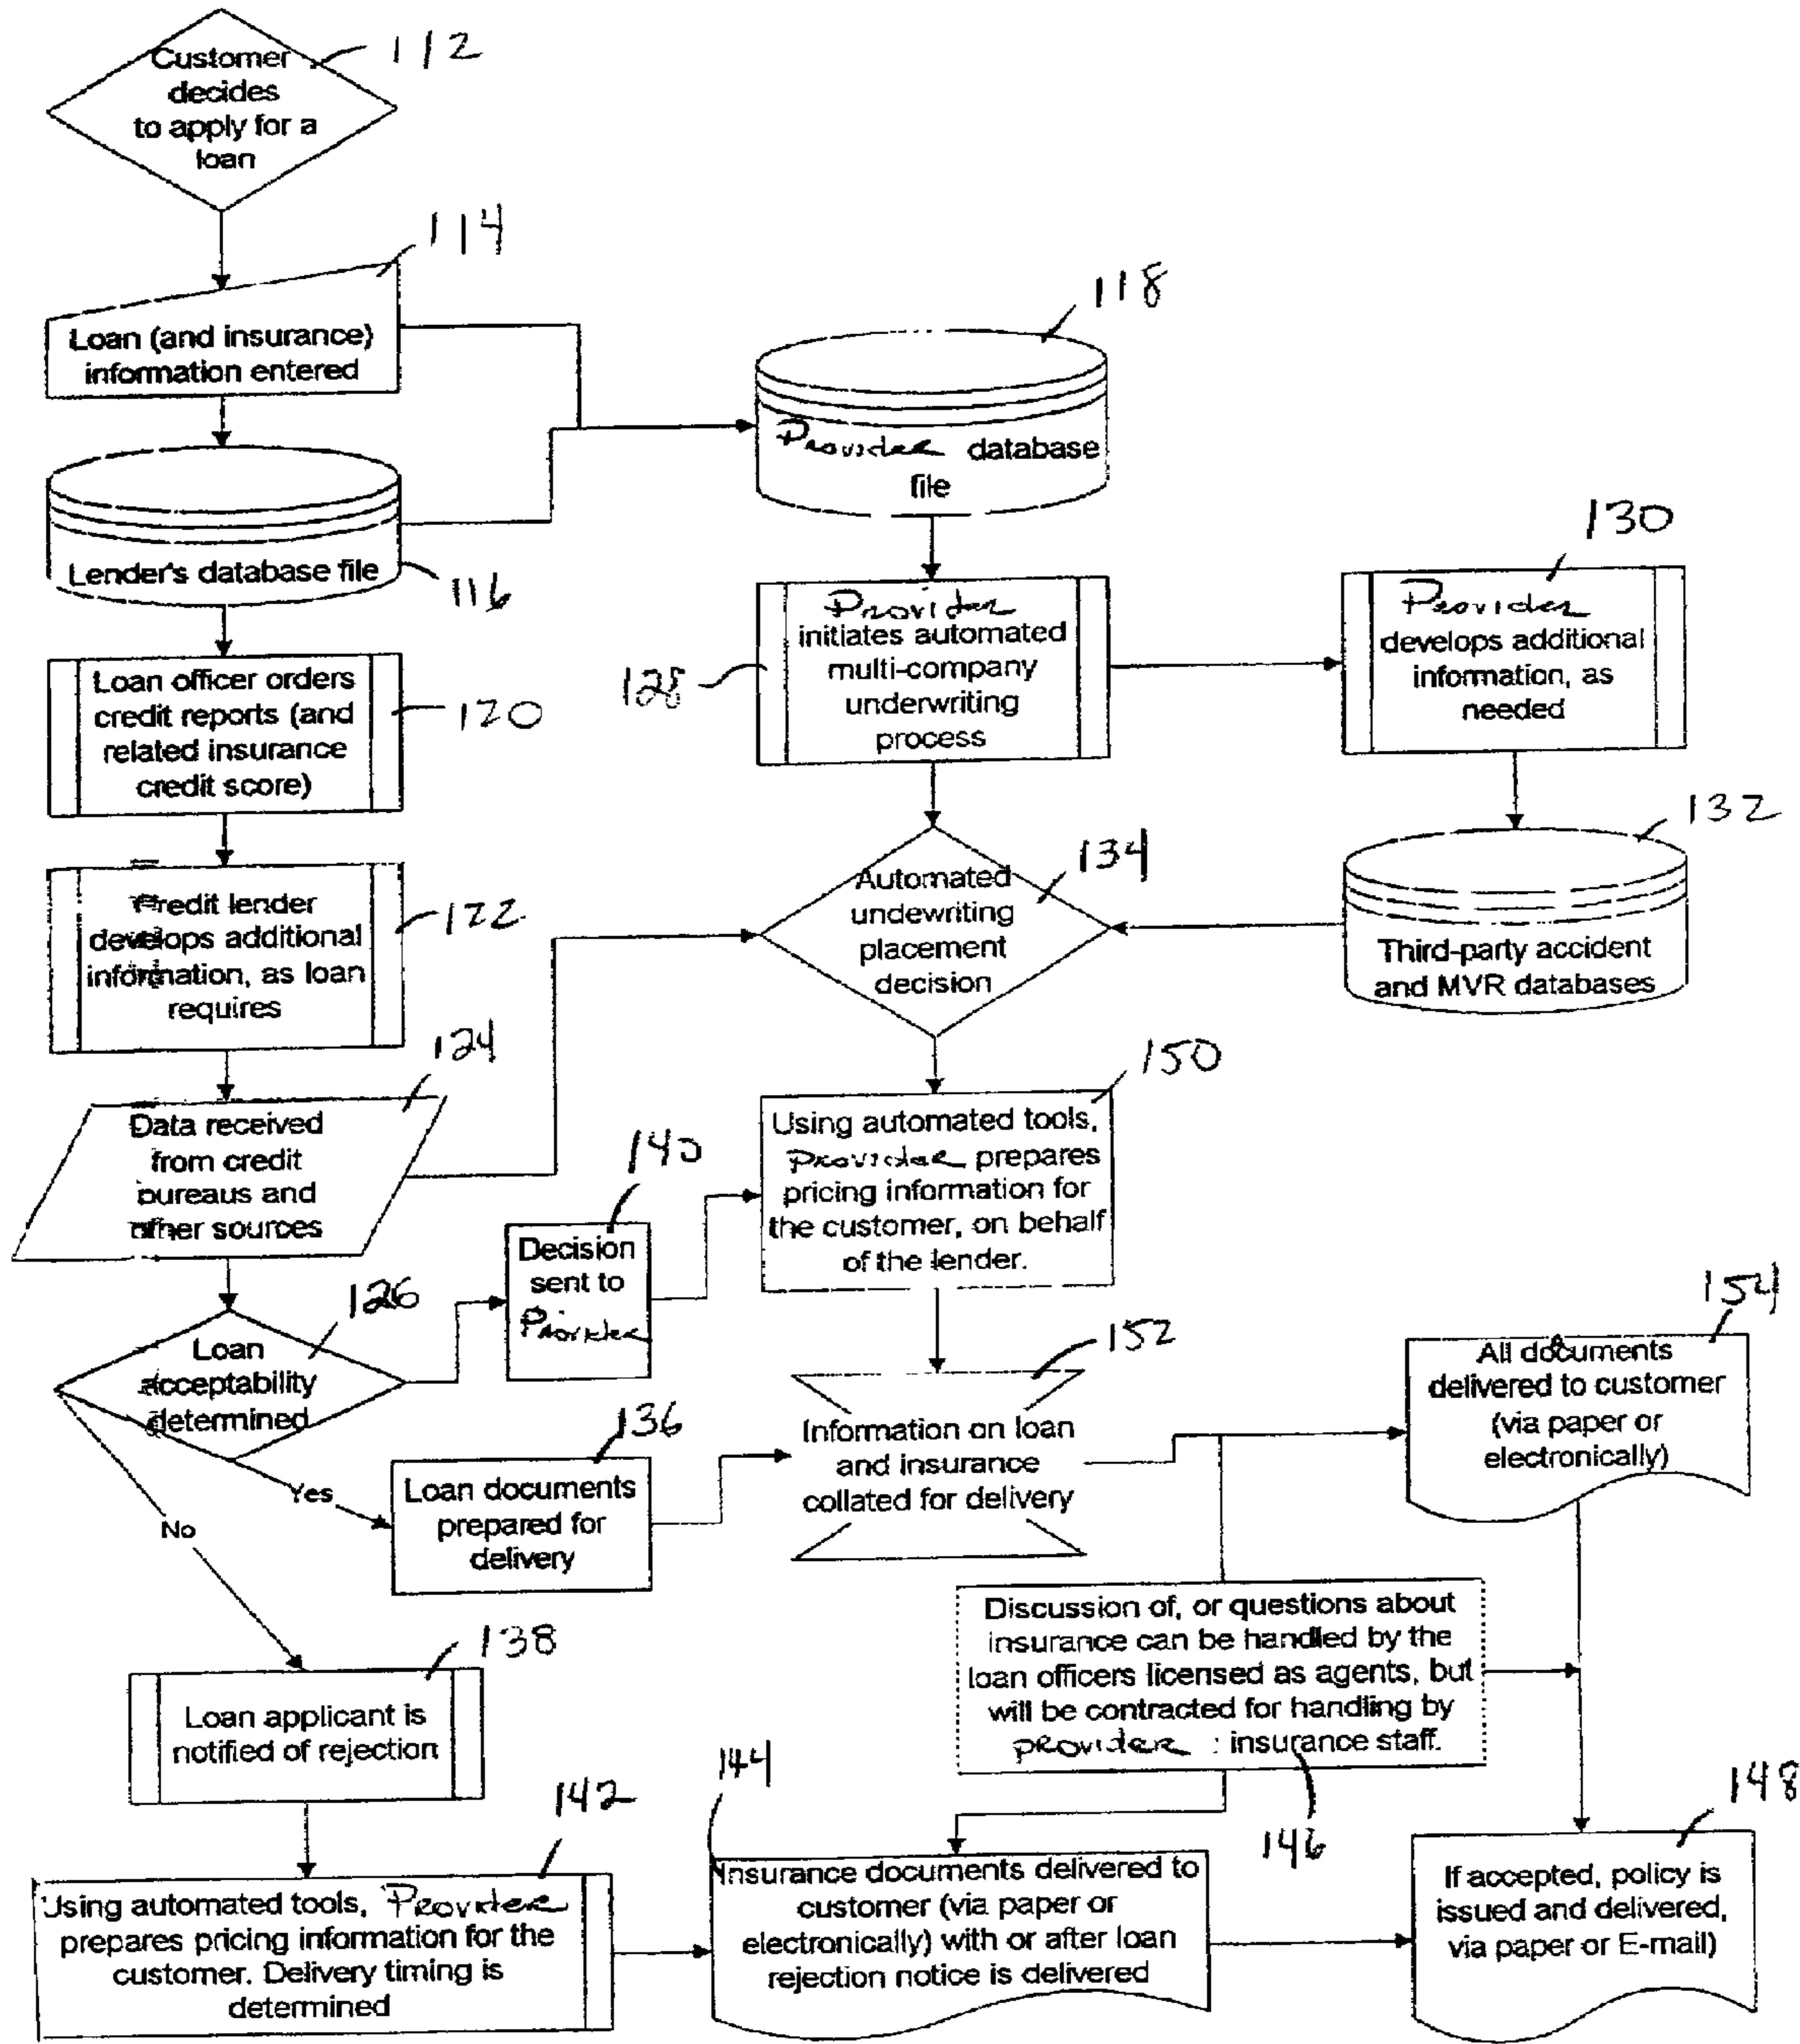 Customer
decides
to apply for a
loan
112
114
Loan (and insurance)
information entered
118
Provider database
file
Lender's database file
116
130
Provider
initiates automated
multi-company
underwriting
process
128
Provider
develops additional
information, as
needed
Loan officer orders
credit reports (and
related insurance
credit score)
120
132
Third-party accident
and MVR databases
134
Automated
undewriting
placement
decision
Credit lender
develops additional
information, as loan
requires
122
124
Data received
from credit
bureaus and
other sources
150
Using automated tools,
Provider prepares
pricing information for
the customer, on behalf
of the lender.
140
Decision
sent to
Provider
126
Loan
acceptability
determined
152
Information on loan
and insurance
collated for delivery
154
All documents
delivered to customer
(via paper or
electronically)
136
Loan documents
prepared for
delivery
Yes
No
Discussion of, or questions about
insurance can be handled by the
loan officers licensed as agents, but
will be contracted for handling by
provider : insurance staff.
146
138
Loan applicant is
notified of rejection
142
Using automated tools, Provider
prepares pricing information for the
customer. Delivery timing is
determined
144
Insurance documents delivered to
customer (via paper or
electronically) with or after loan
rejection notice is delivered
148
If accepted, policy is
issued and delivered,
via paper or E-mail)